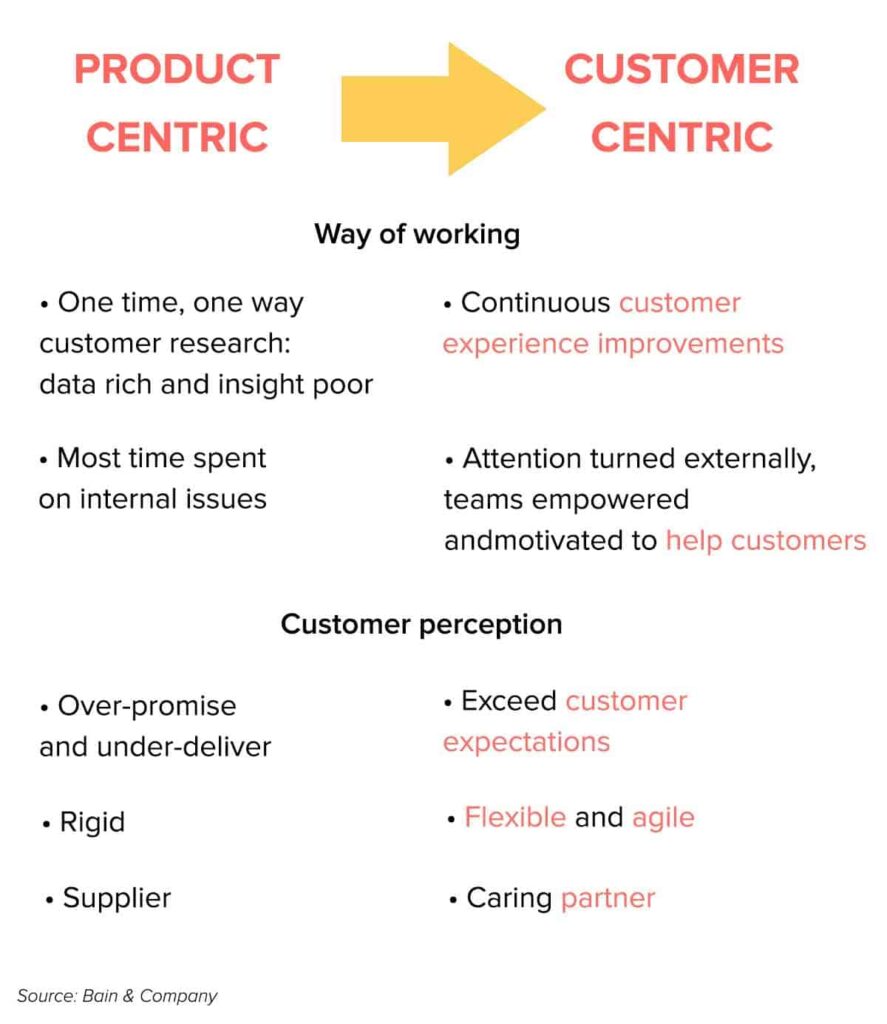 PRODUCT
CENTRIC
CUSTOMER
CENTRIC
Way of working
• One time, one way
customer research:
data rich and insight poor
• Continuous customer
experience improvements
• Most time spent
on internal issues
• Attention turned externally,
teams empowered
andmotivated to help customers
Customer perception
• Over-promise
and under-deliver
• Exceed customer
expectations
• Rigid
• Flexible and agile
• Supplier
• Caring partner
Source: Bain & Company